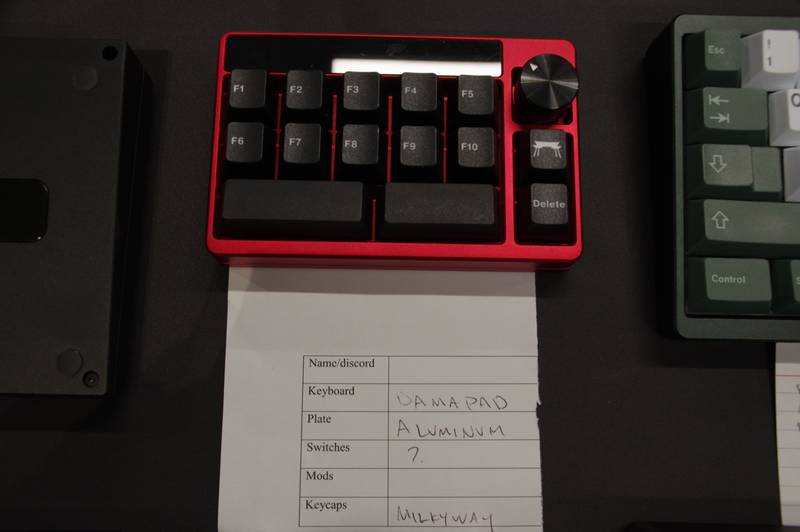 F1 F2 F3 F4 F5
F6 F7 F8 F9 F10
Delete
Esc
!
1
Control
Name/discord
Keyboard DAMAPAD
Plate ALUMINUM
Switches ?
Mods
Keycaps MILKYWAY